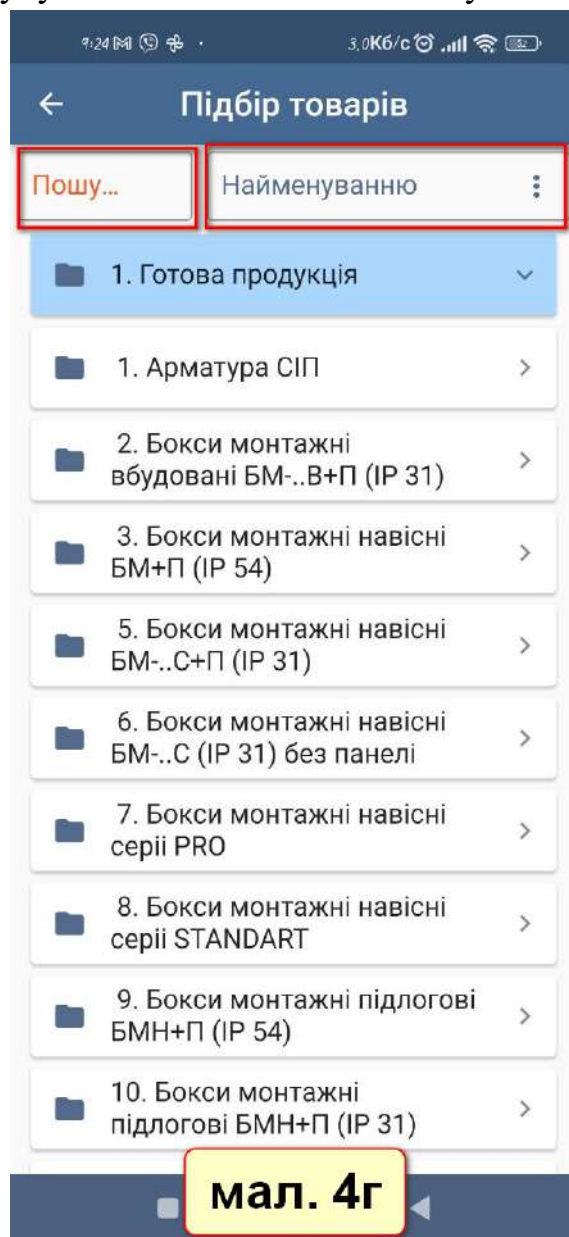 9:24
3,0Кб/с
52
Підбір товарів
Пошу...
Найменуванню
1. Готова продукція
1. Арматура СІП
2. Бокси монтажні
вбудовані БМ-..В+П (IP 31)
3. Бокси монтажні навісні
БМ+П (IP 54)
5. Бокси монтажні навісні
БМ-..С+П (IP 31)
6. Бокси монтажні навісні
БМ-..С (IP 31) без панелі
7. Бокси монтажні навісні
серії PRO
8. Бокси монтажні навісні
серії STANDART
9. Бокси монтажні підлогові
БМН+П (IP 54)
10. Бокси монтажні
підлогові БМН+П (IP 31)
мал. 4г